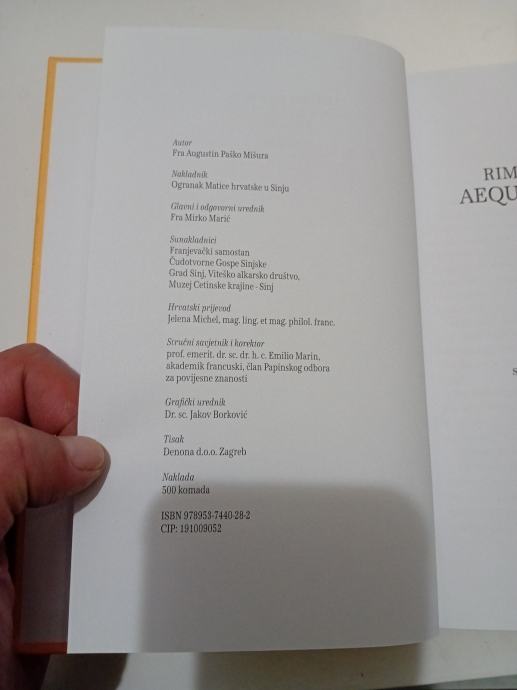 Autor
Fra Augustin Paško Mišura
Nakladnik
Ogranak Matice hrvatske u Sinju
Glavni i odgovorni urednik
Fra Mirko Marić
Sunakladnici
Franjevački samostan
Čudotvorne Gospe Sinjske
Grad Sinj, Viteško alkarsko društvo,
Muzej Cetinske krajine - Sinj
Hrvatski prijevod
Jelena Michel, mag. ling. et mag. philol. franc.
Stručni savjetnik i korektor
prof. emerit. dr. sc. dr. h. c. Emilio Marin,
akademik francuski, član Papinskog odbora
za povijesne znanosti
Grafički urednik
Dr. sc. Jakov Borković
Tisak
Denona d.o.o. Zagreb
Naklada
500 komada
ISBN 978953-7440-28-2
CIP: 191009052
RIM
AEQU
S